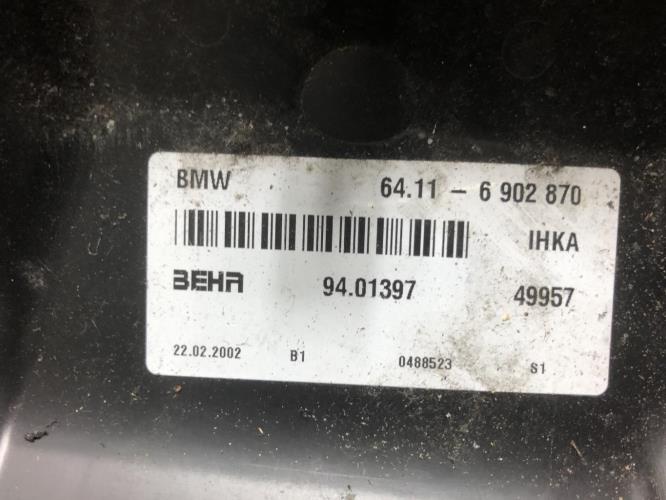 BMW 64.11 – 6 902 870
IHKA
BEHR 94.01397 49957
22.02.2002 B1 0488523 S1